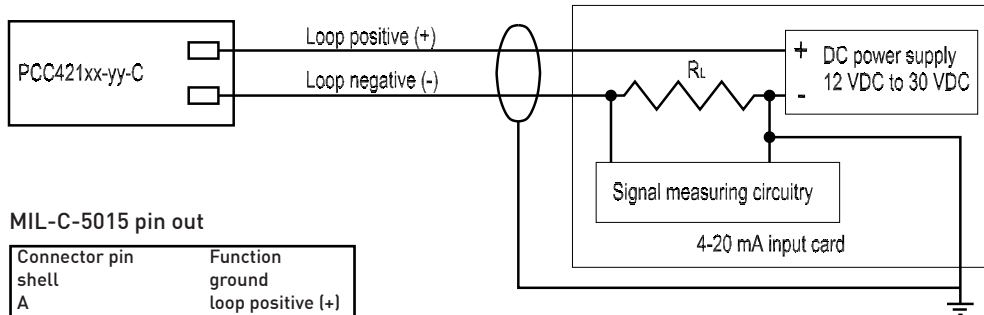 Loop positive (+)
PCC421xx-yy-C
Loop negative (-)
+
DC power supply
12 VDC to 30 VDC
-
RL
Signal measuring circuitry
4-20 mA input card
MIL-C-5015 pin out
Connector pin Function
shell ground
A loop positive (+)